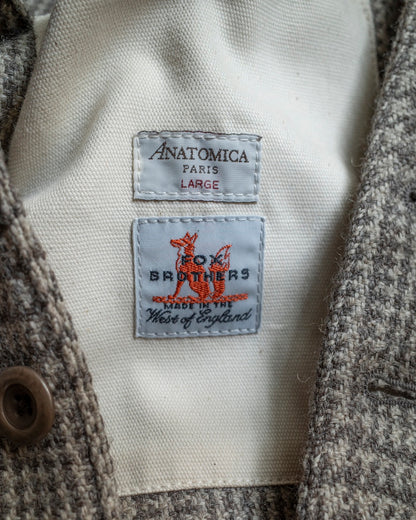 ANATOMICA
PARIS
LARGE
FOX
BROTHERS
MADE IN THE
West of England